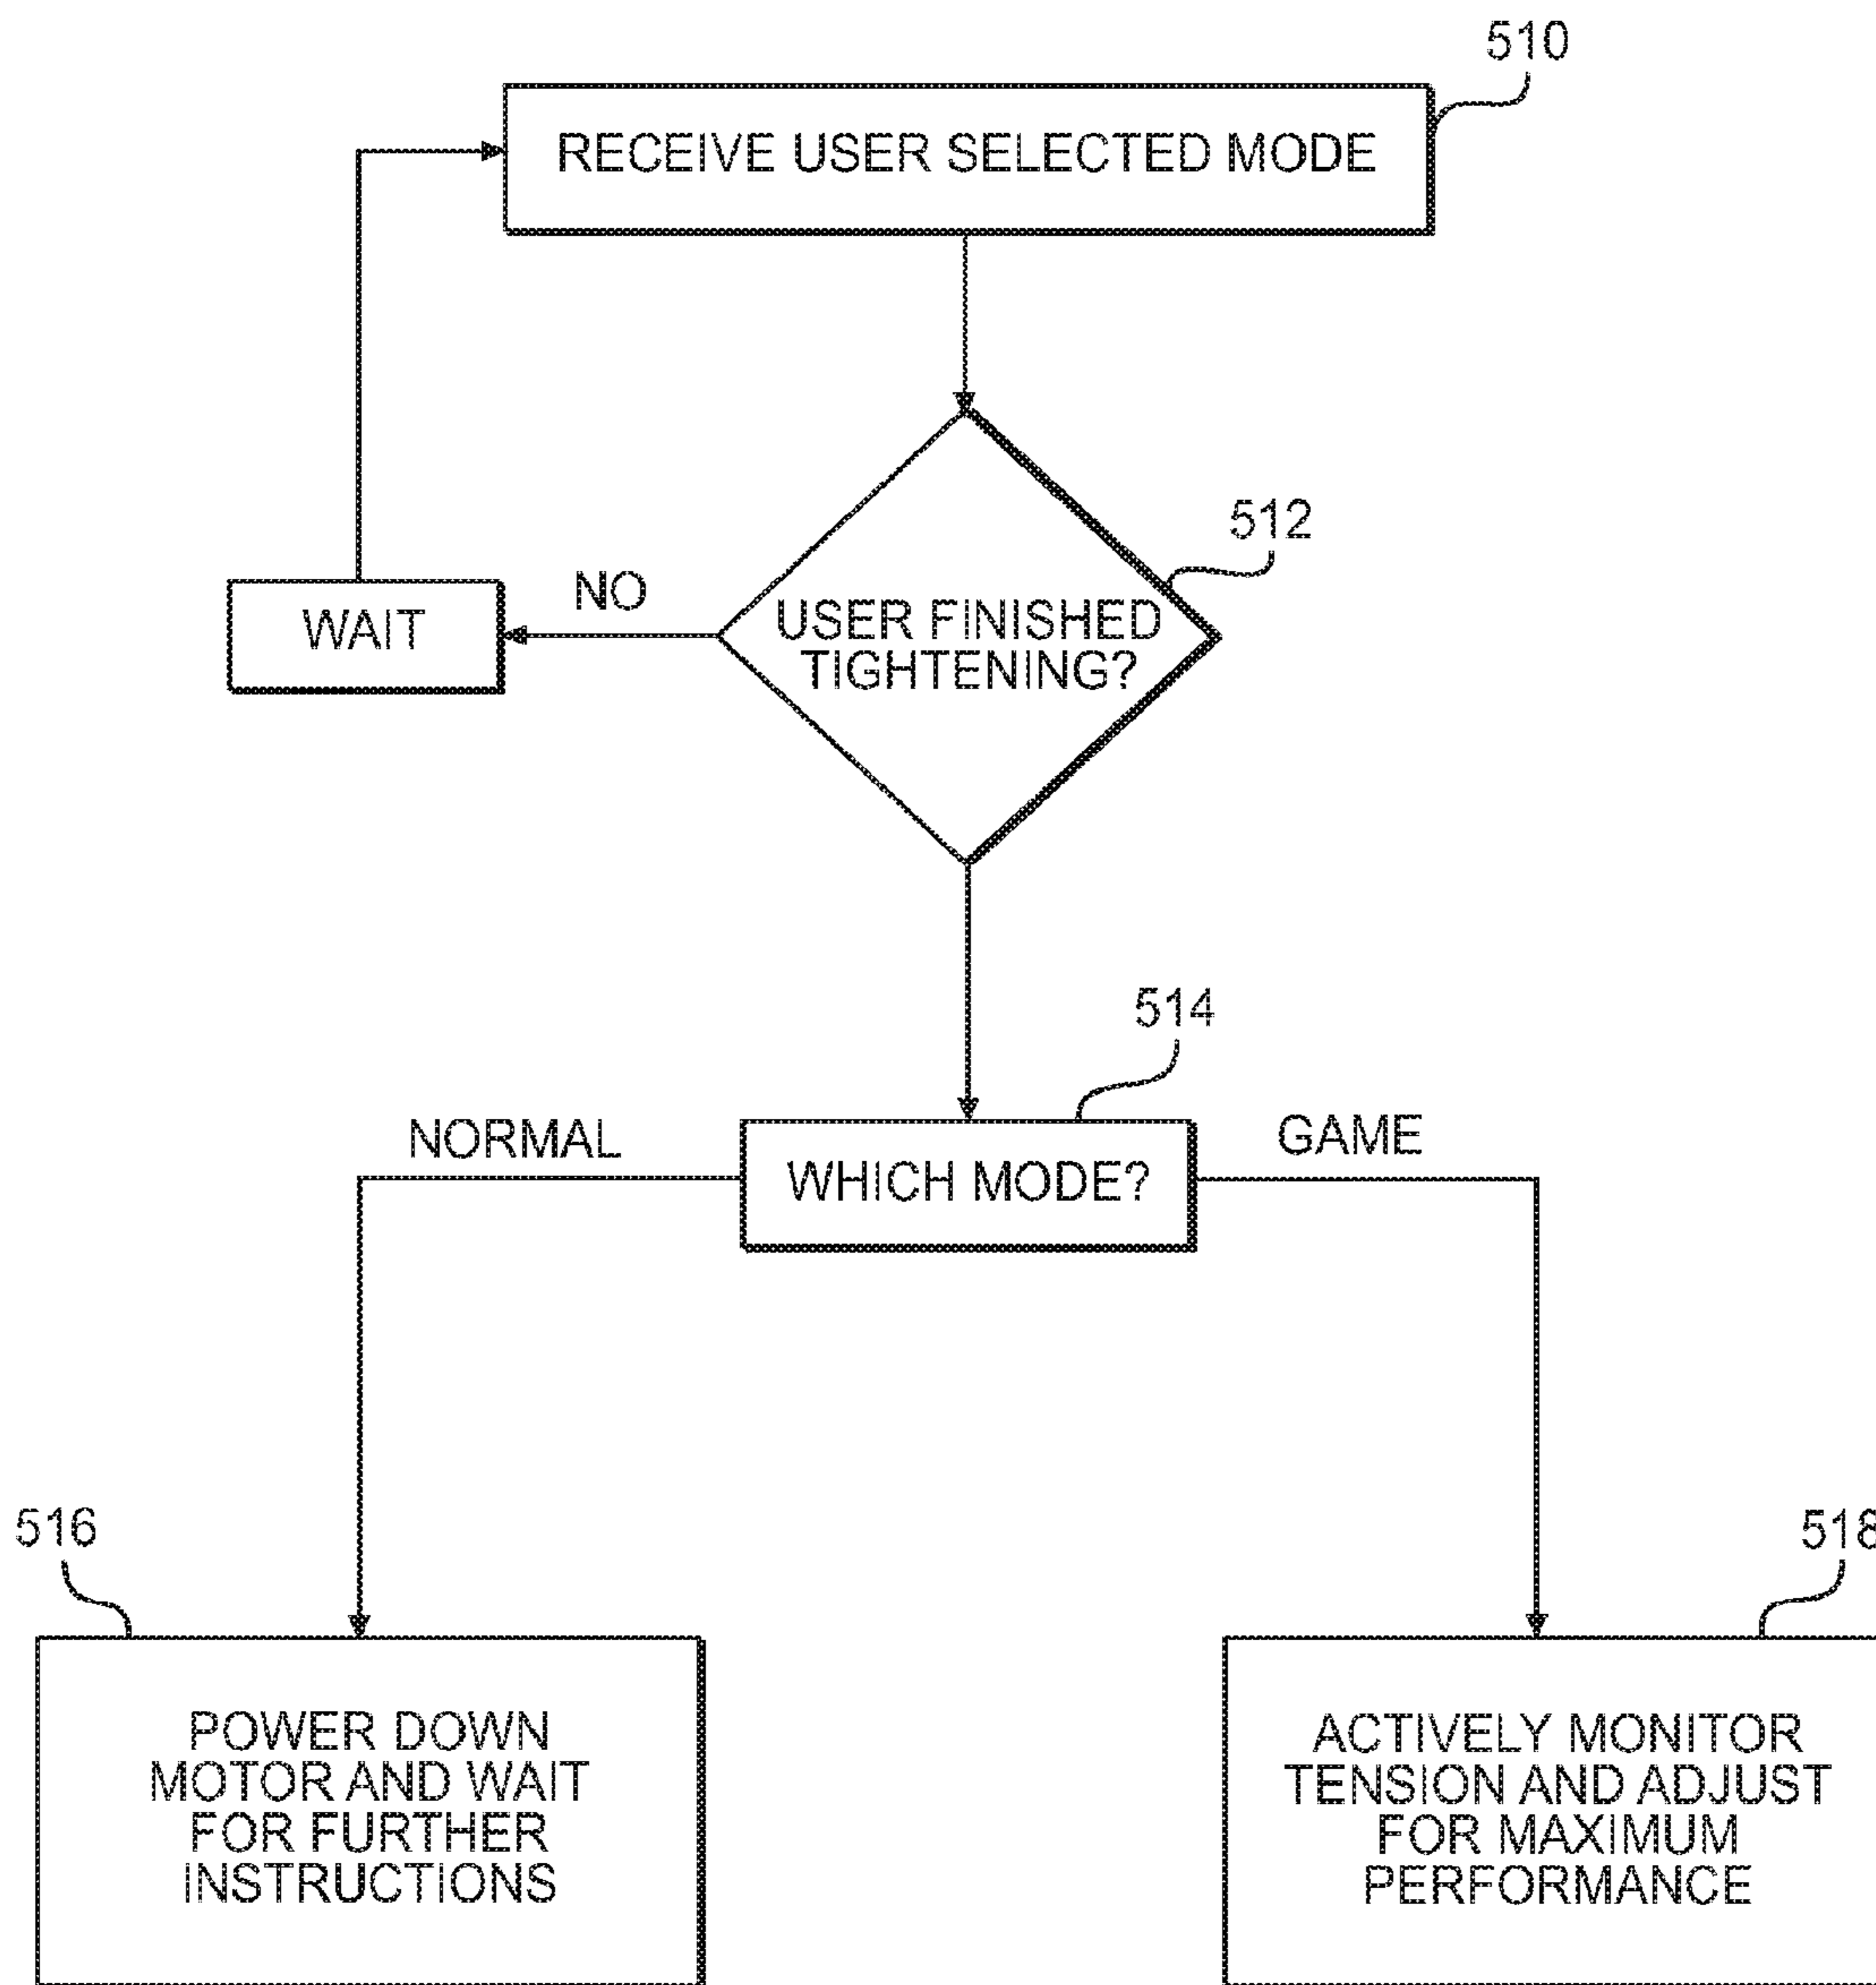 510
RECEIVE USER SELECTED MODE
512
NO
WAIT
USER FINISHED
TIGHTENING?
514
NORMAL
GAME
WHICH MODE?
516
518
POWER DOWN
MOTOR AND WAIT
FOR FURTHER
INSTRUCTIONS
ACTIVELY MONITOR
TENSION AND ADJUST
FOR MAXIMUM
PERFORMANCE